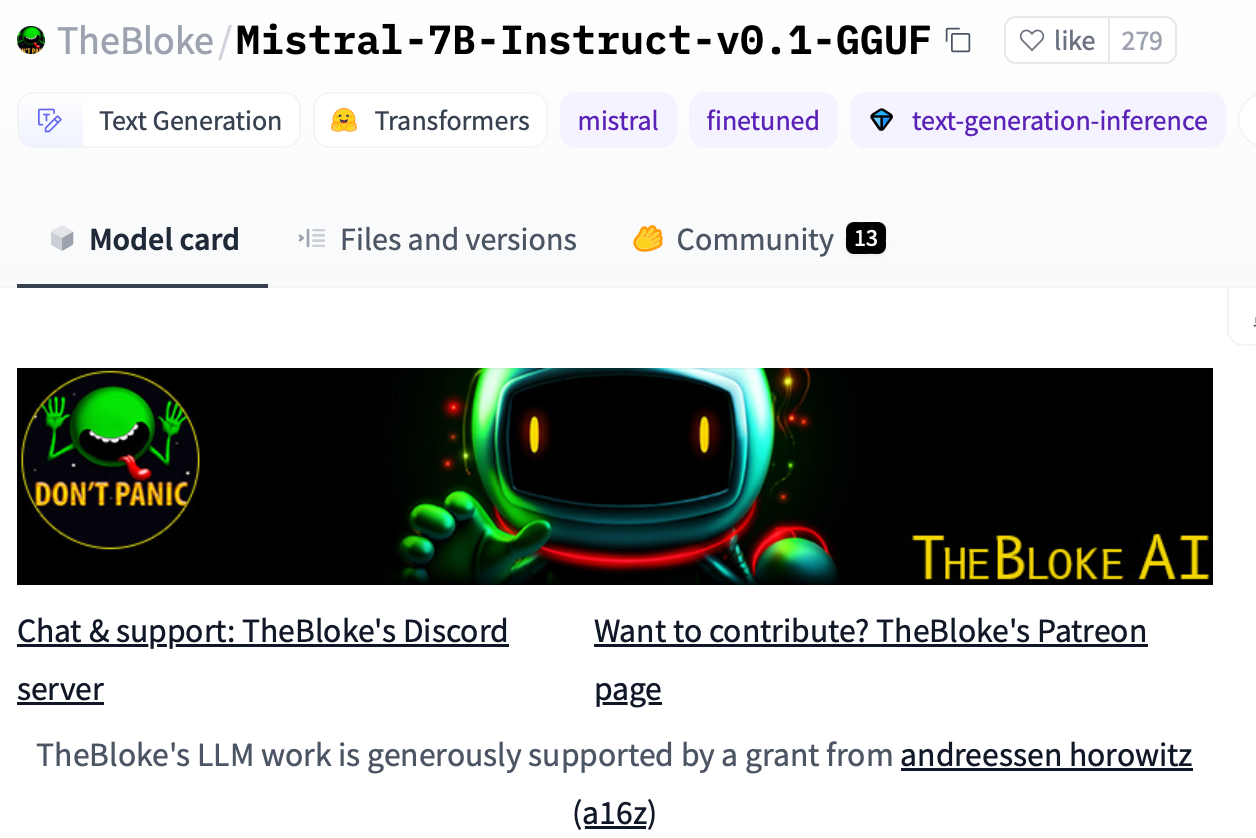 TheBloke/Mistral-7B-Instruct-v0.1-GGUF like 279
Text Generation Transformers mistral finetuned text-generation-inference
Model card Files and versions Community 13
DON'T PANIC
THEBLOKE AI
Chat & support: TheBloke's Discord server
Want to contribute? TheBloke's Patreon page
TheBloke's LLM work is generously supported by a grant from andreessen horowitz
(a16z)